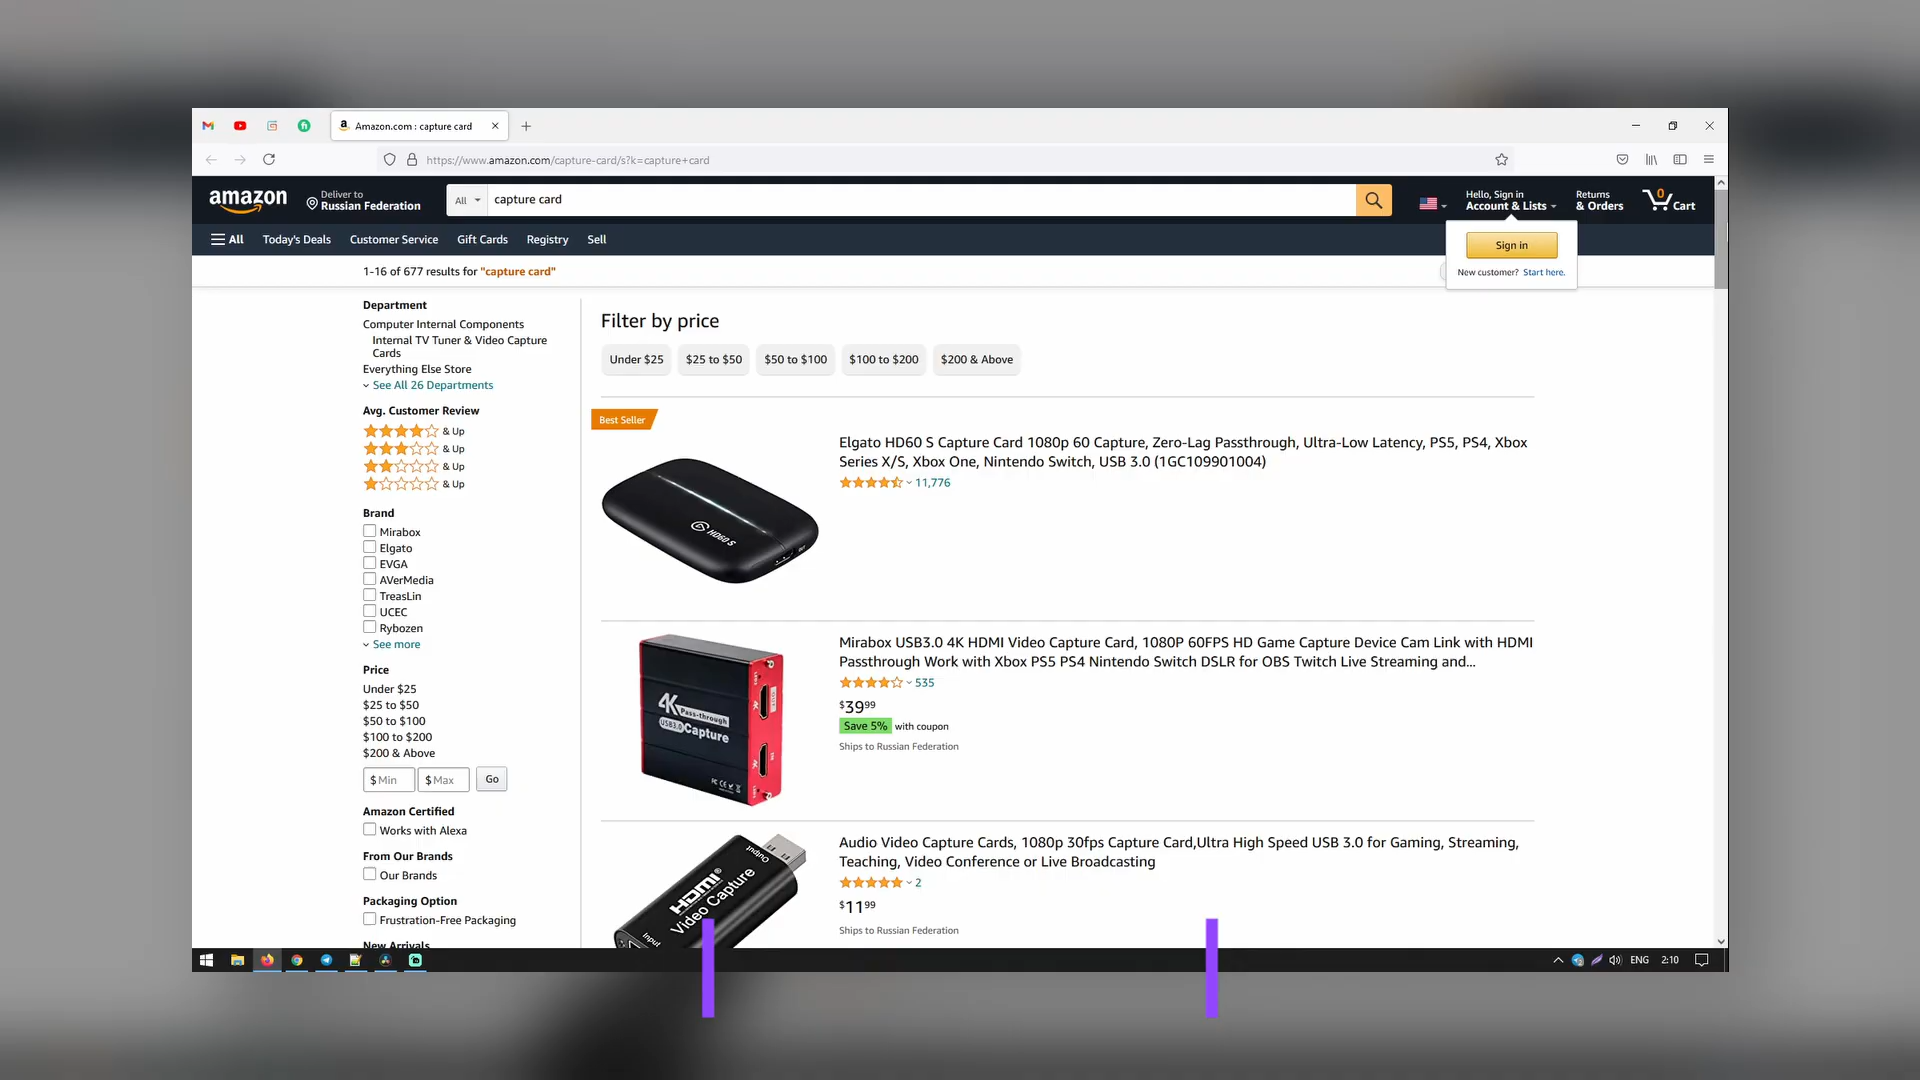 Amazon.com : capture card
https://www.amazon.com/capture-card/s?k=capture+card
amazon
Deliver to
Russian Federation
All
capture card
Hello, Sign in
Account & Lists
Returns
& Orders
0
Cart
All
Today's Deals
Customer Service
Gift Cards
Registry
Sell
Sign in
New customer? Start here.
1-16 of 677 results for "capture card"
Department
Computer Internal Components
Internal TV Tuner & Video Capture
Cards
Everything Else Store
See All 26 Departments
Avg. Customer Review
& Up
& Up
& Up
& Up
Brand
Mirabox
Elgato
EVGA
AVerMedia
TreasLin
UCEC
Rybozen
See more
Price
Under $25
$25 to $50
$50 to $100
$100 to $200
$200 & Above
$ Min
$ Max
Go
Amazon Certified
Works with Alexa
From Our Brands
Our Brands
Packaging Option
Frustration-Free Packaging
New Arrivals
Filter by price
Under $25
$25 to $50
$50 to $100
$100 to $200
$200 & Above
Best Seller
HD60 S
Elgato HD60 S Capture Card 1080p 60 Capture, Zero-Lag Passthrough, Ultra-Low Latency, PS5, PS4, Xbox
Series X/S, Xbox One, Nintendo Switch, USB 3.0 (1GC109901004)
11,776
4K Pass-through
USB3.0 Capture
Mirabox USB3.0 4K HDMI Video Capture Card, 1080P 60FPS HD Game Capture Device Cam Link with HDMI
Passthrough Work with Xbox PS5 PS4 Nintendo Switch DSLR for OBS Twitch Live Streaming and...
535
$39 99
Save 5% with coupon
Ships to Russian Federation
Output
HDMI
Video Capture
Input
Audio Video Capture Cards, 1080p 30fps Capture Card,Ultra High Speed USB 3.0 for Gaming, Streaming,
Teaching, Video Conference or Live Broadcasting
2
$11 99
Ships to Russian Federation
ENG
2:10